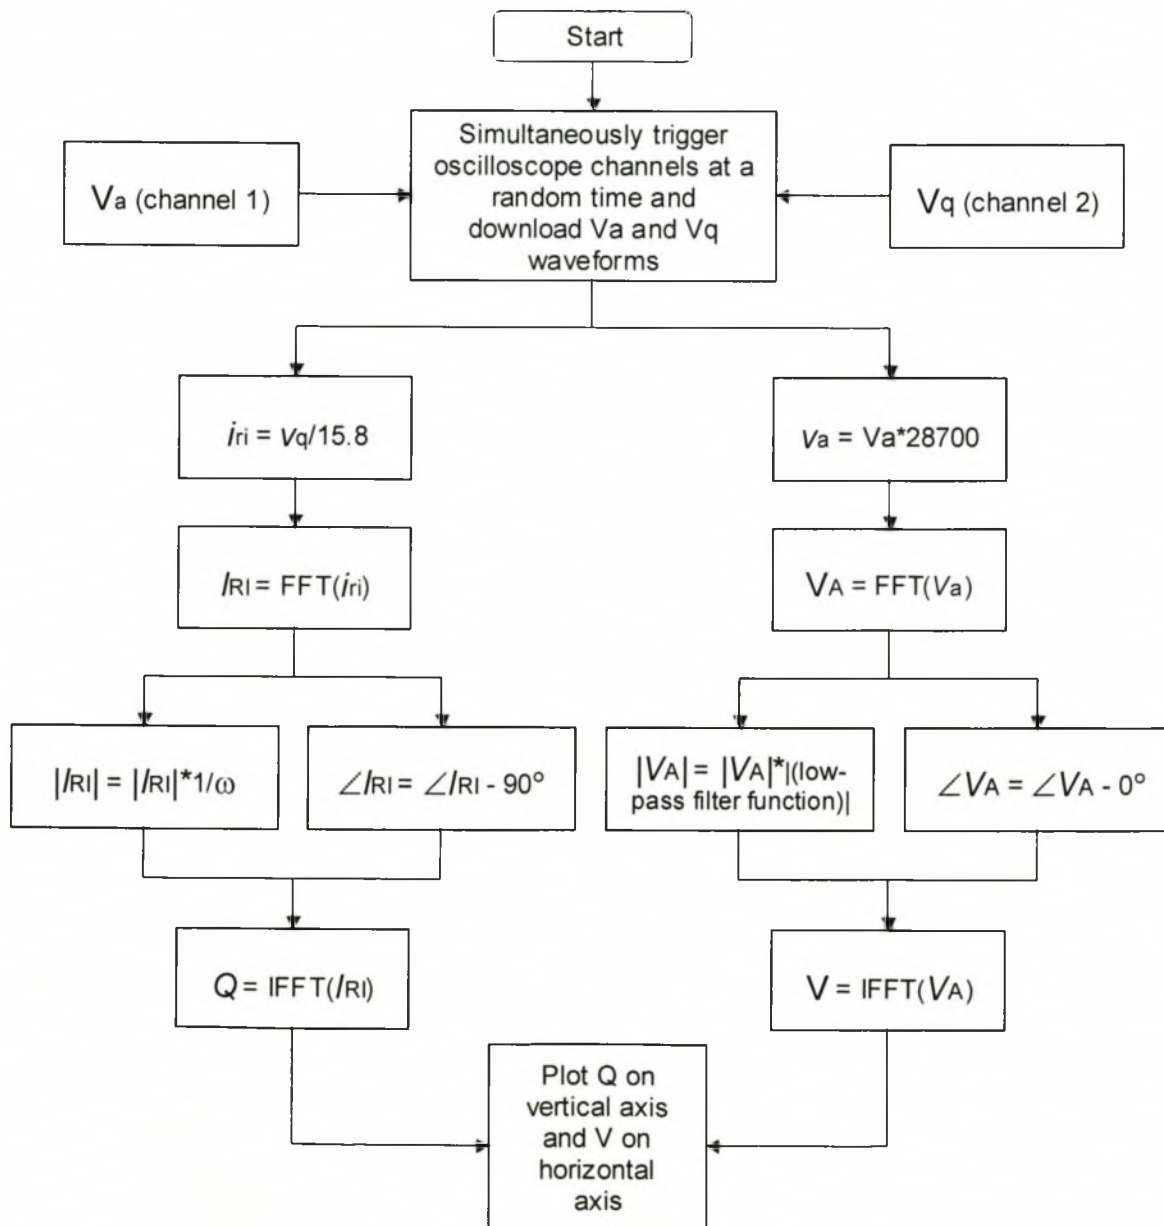 Start
Simultaneously trigger
oscilloscope channels at a
random time and
download Va and Vq
waveforms
Va (channel 1)
Vq (channel 2)
iri = vq/15.8
va = Va*28700
IRI = FFT(iri)
VA = FFT(Va)
|IRI| = |IRI|*1/ω
∠IRI = ∠IRI - 90°
|VA| = |VA|*|(low-
pass filter function)|
∠VA = ∠VA - 0°
Q = IFFT(IRI)
V = IFFT(VA)
Plot Q on
vertical axis
and V on
horizontal
axis